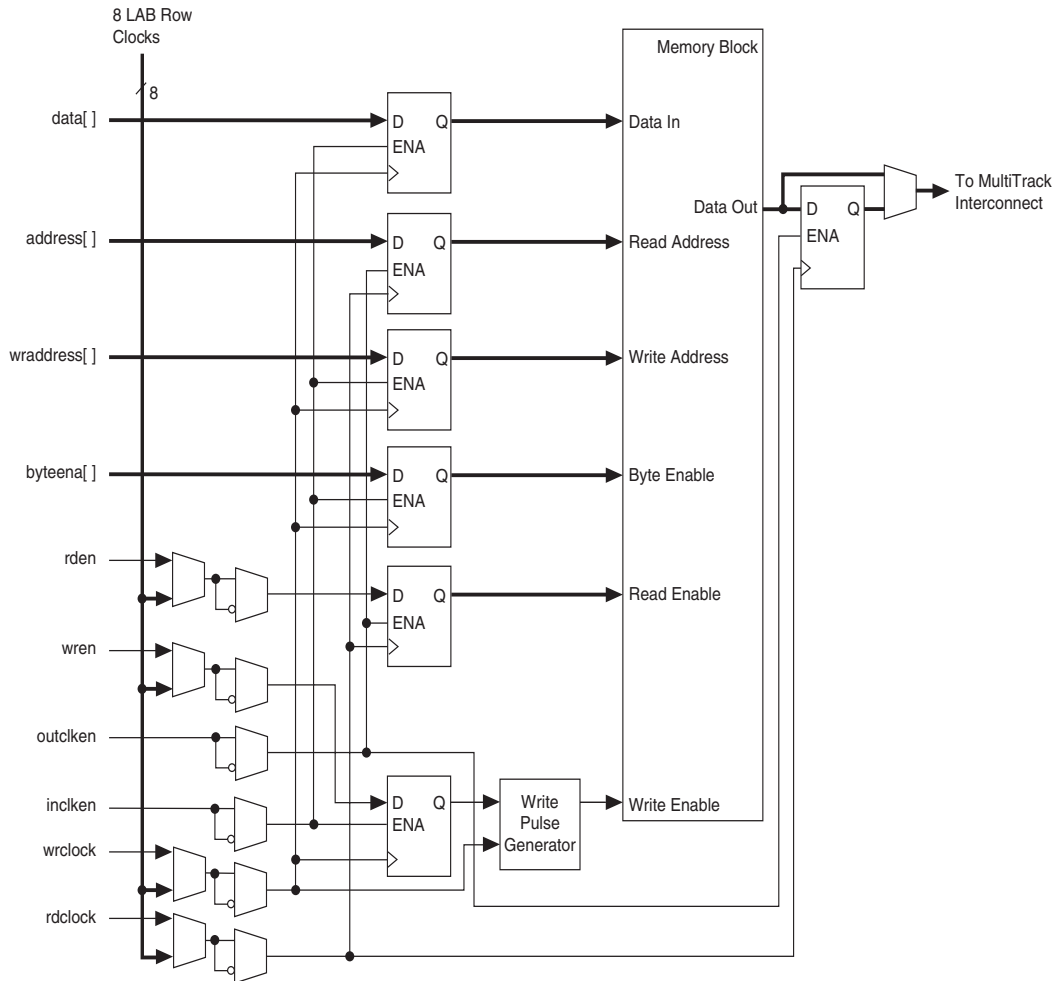 8 LAB Row
Clocks
8
Memory Block
data[ ]
D Q
ENA
Data In
To MultiTrack
Interconnect
Data Out
D Q
ENA
address[ ]
D Q
ENA
Read Address
wraddress[ ]
D Q
ENA
Write Address
byteena[ ]
D Q
ENA
Byte Enable
rden
D Q
ENA
Read Enable
wren
outclken
inclken
D Q
ENA
Write
Pulse
Generator
Write Enable
wrclock
rdclock